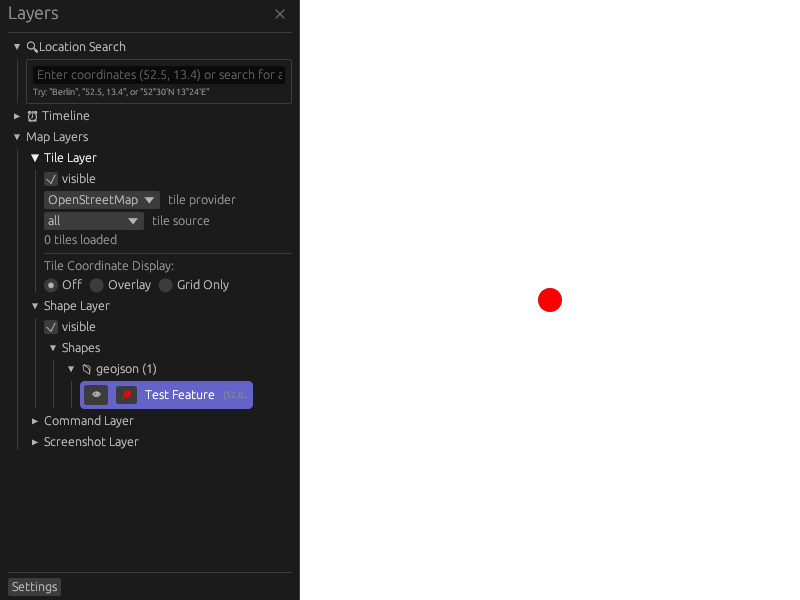 Layers
Location Search
Enter coordinates (52.5, 13.4) or search for a
Try: "Berlin", "52.5, 13.4", or "52°30'N 13°24'E"
Timeline
Map Layers
Tile Layer
visible
OpenStreetMap tile provider
all tile source
0 tiles loaded
Tile Coordinate Display:
Off Overlay Grid Only
Shape Layer
visible
Shapes
geojson (1)
Test Feature (52.0...
Command Layer
Screenshot Layer
Settings